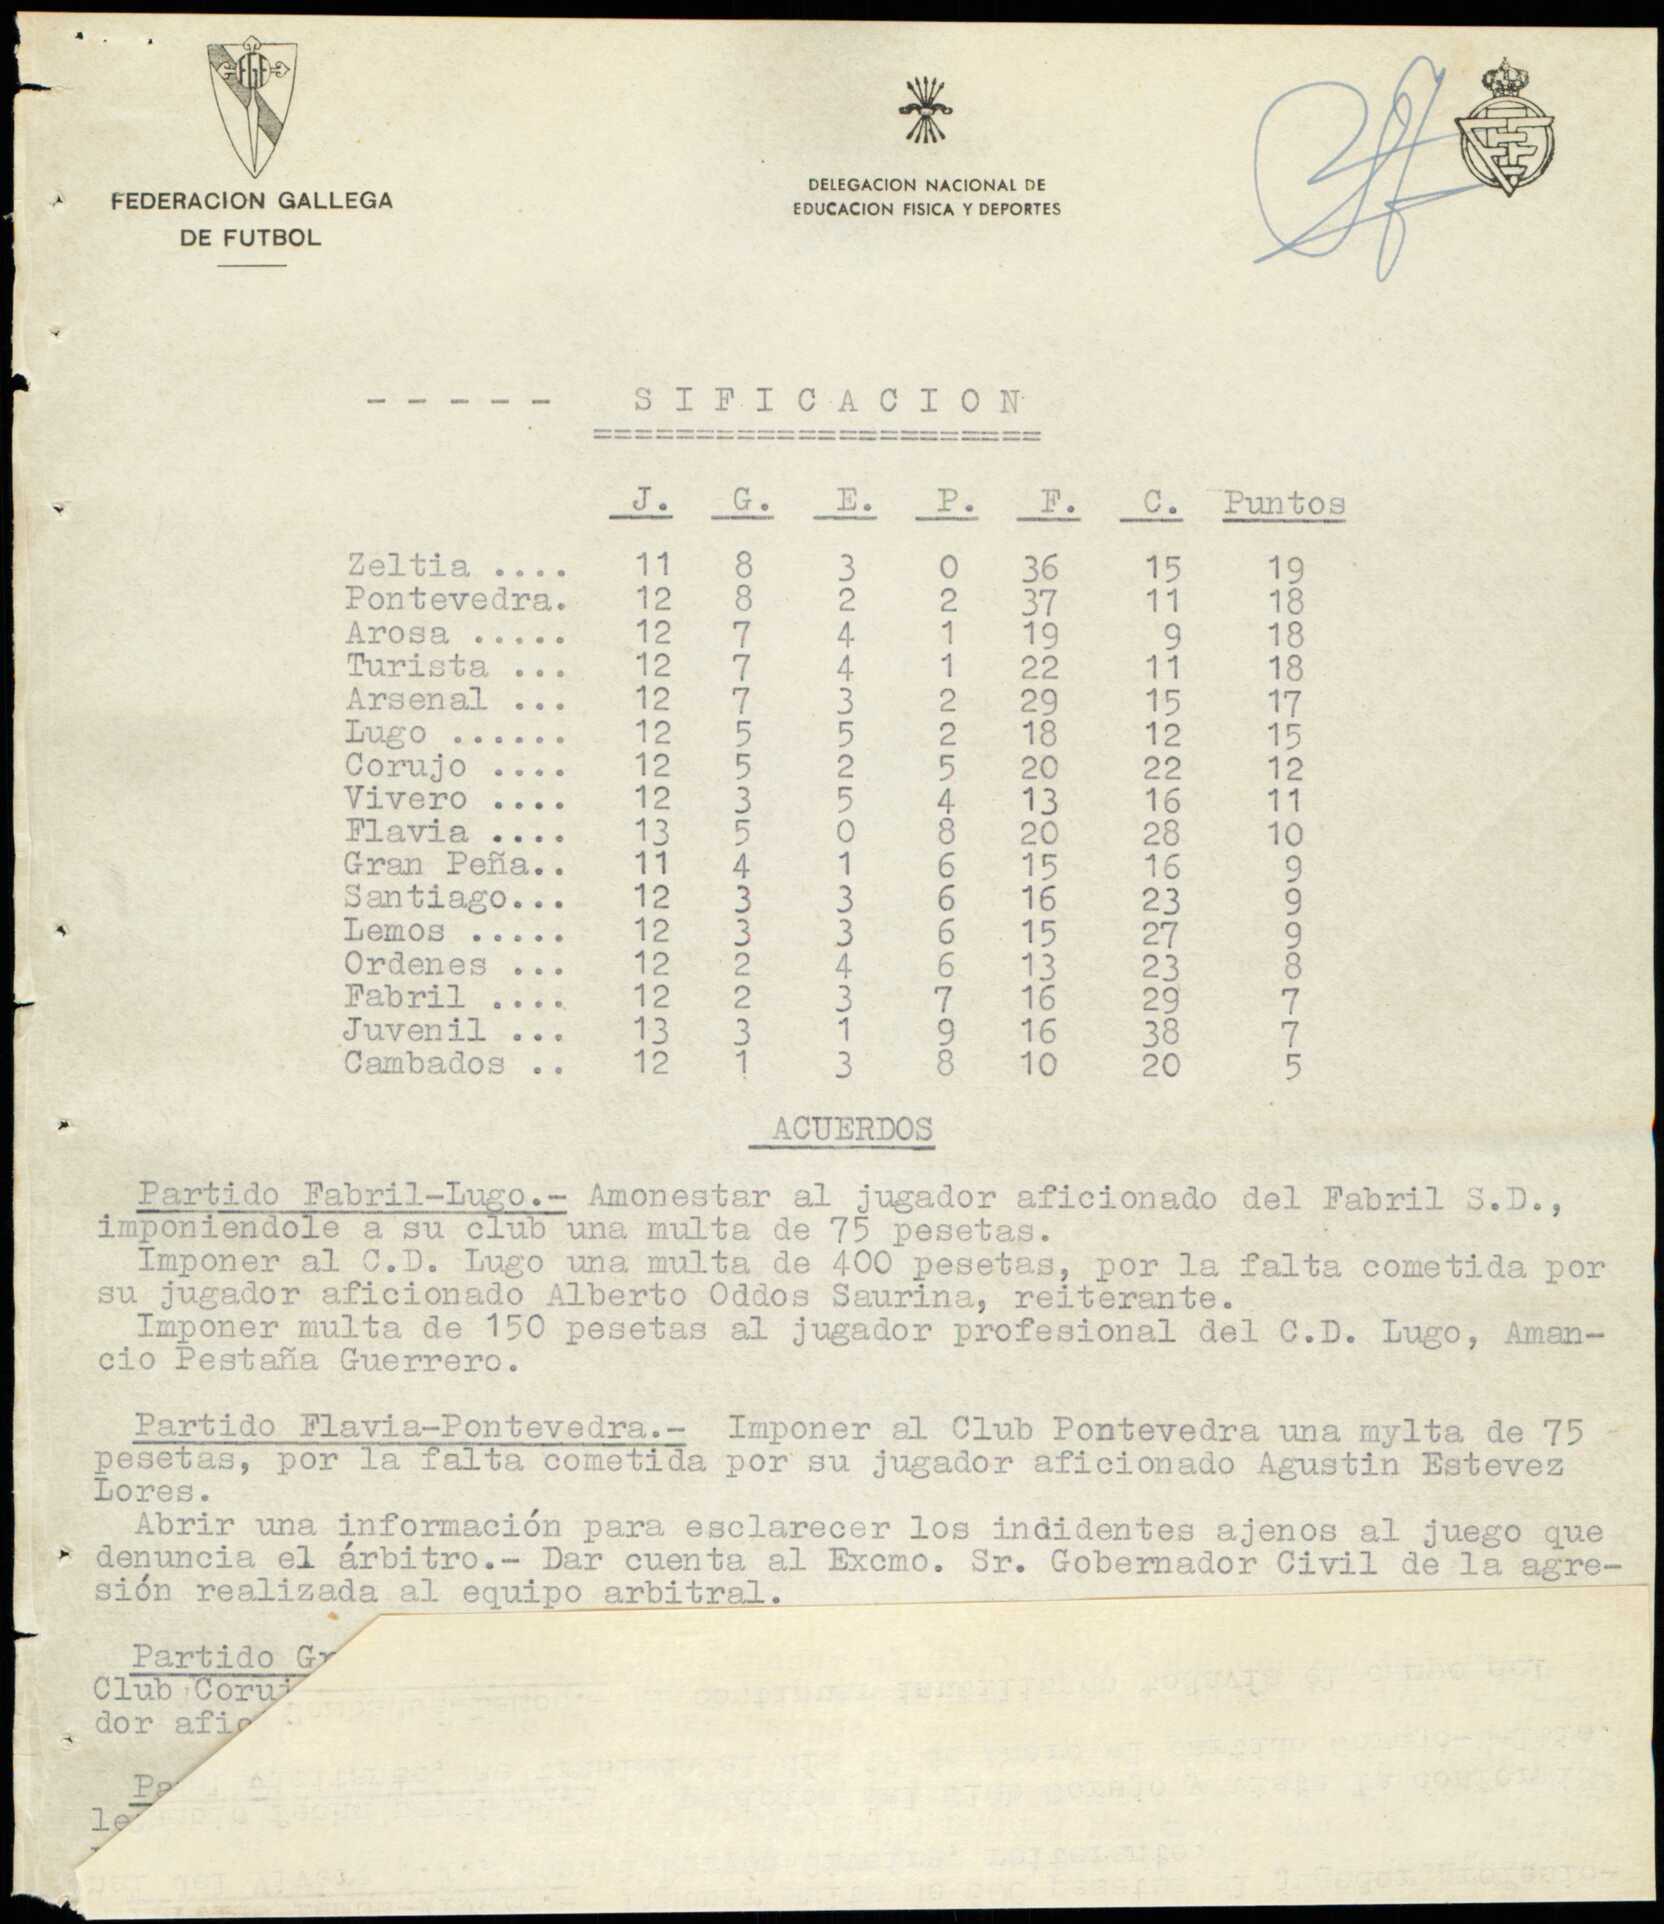 FEDERACION GALLEGA
DE FUTBOL
DELEGACION NACIONAL DE
EDUCACION FISICA Y DEPORTES
- - - - - S I F I C A C I O N
J. G. E. P. F. C. Puntos
Zeltia .... 11 8 3 0 36 15 19
Pontevedra. 12 8 2 2 37 11 18
Arosa ..... 12 7 4 1 19 9 18
Turista ... 12 7 4 1 22 11 18
Arsenal ... 12 7 3 2 29 15 17
Lugo ...... 12 5 5 2 18 12 15
Corujo .... 12 5 2 5 20 22 12
Vivero .... 12 3 5 4 13 16 11
Flavia .... 13 5 0 8 20 28 10
Gran Peña.. 11 4 1 6 15 16 9
Santiago... 12 3 3 6 16 23 9
Lemos ..... 12 3 3 6 15 27 9
Ordenes ... 12 2 4 6 13 23 8
Fabril .... 12 2 3 7 16 29 7
Juvenil ... 13 3 1 9 16 38 7
Cambados .. 12 1 3 8 10 20 5
ACUERDOS
Partido Fabril-Lugo.- Amonestar al jugador aficionado del Fabril S.D.,
imponiendole a su club una multa de 75 pesetas.
Imponer al C.D. Lugo una multa de 400 pesetas, por la falta cometida por
su jugador aficionado Alberto Oddos Saurina, reiterante.
Imponer multa de 150 pesetas al jugador profesional del C.D. Lugo, Aman-
cio Pestaña Guerrero.
Partido Flavia-Pontevedra.- Imponer al Club Pontevedra una mylta de 75
pesetas, por la falta cometida por su jugador aficionado Agustin Estevez
Lores.
Abrir una información para esclarecer los indidentes ajenos al juego que
denuncia el árbitro.- Dar cuenta al Excmo. Sr. Gobernador Civil de la agre-
sión realizada al equipo arbitral.
Partido Gr
Club Coruj
dor afic
Pa
le